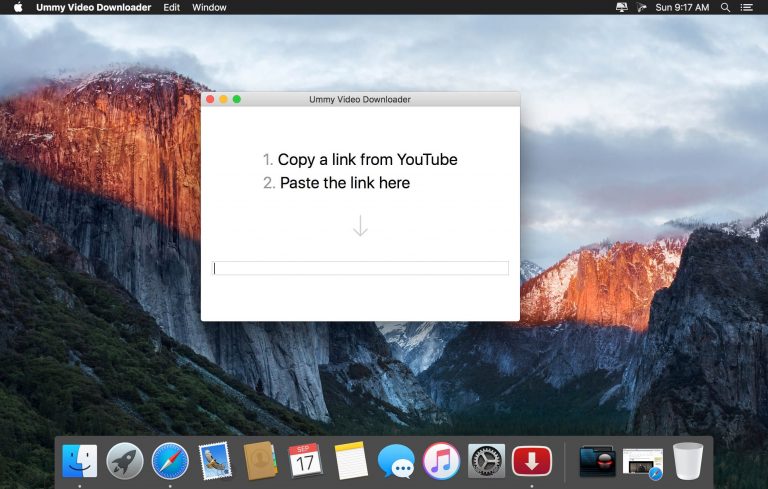 Ummy Video Downloader Edit Window Sun 9:17 AM
Ummy Video Downloader
1. Copy a link from YouTube
2. Paste the link here
SEP
17